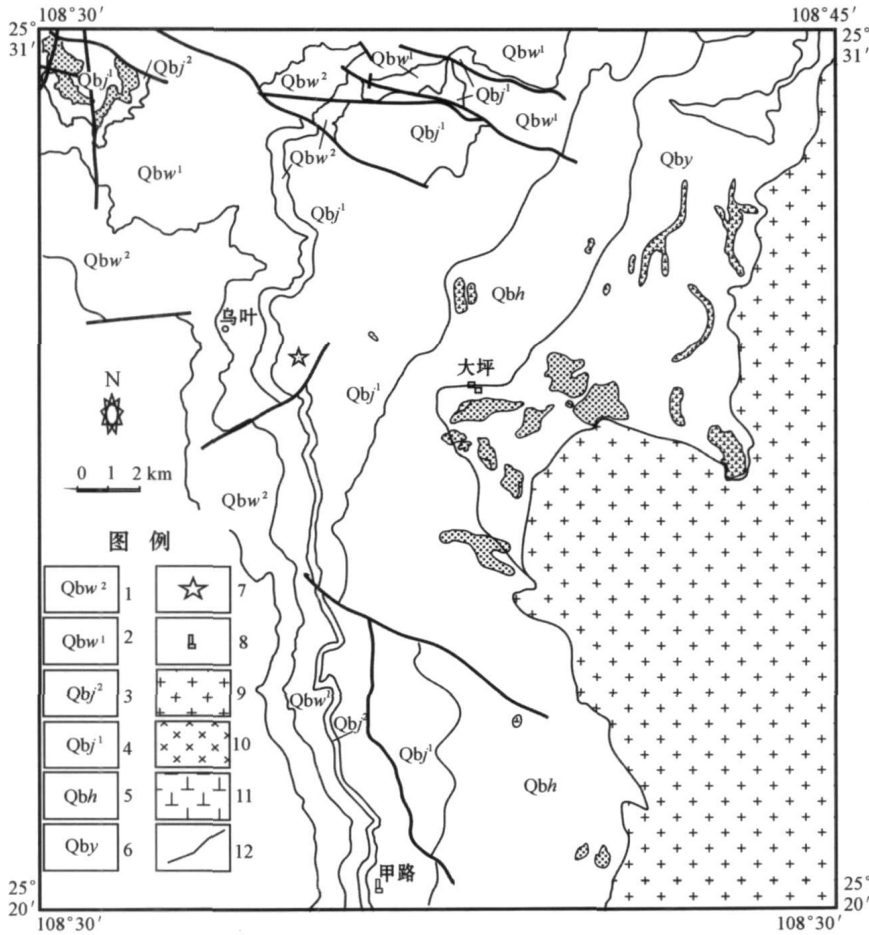 108°30′ 108°45′
25°
31′
25°
31′
Qbw¹
Qbw¹
Qbj²
Qbj¹
Qbw²
Qbj¹
Qbw¹
Qbj¹
Qbw²
Qby
Qbw¹
Qbj¹
Qbw²
Qbh
乌叶
大坪
N
Qbj¹
0 1 2 km
Qbw²
图 例
Qbw² 1
7
Qbw¹ 2
8
Qbj² 3
9
Qbj¹ 4
10
Qbh 5
11
Qby 6
12
Qbw¹
Qbj²
Qbj¹
Qbh
甲路
25°
20′
25°
20′
108°30′ 108°30′